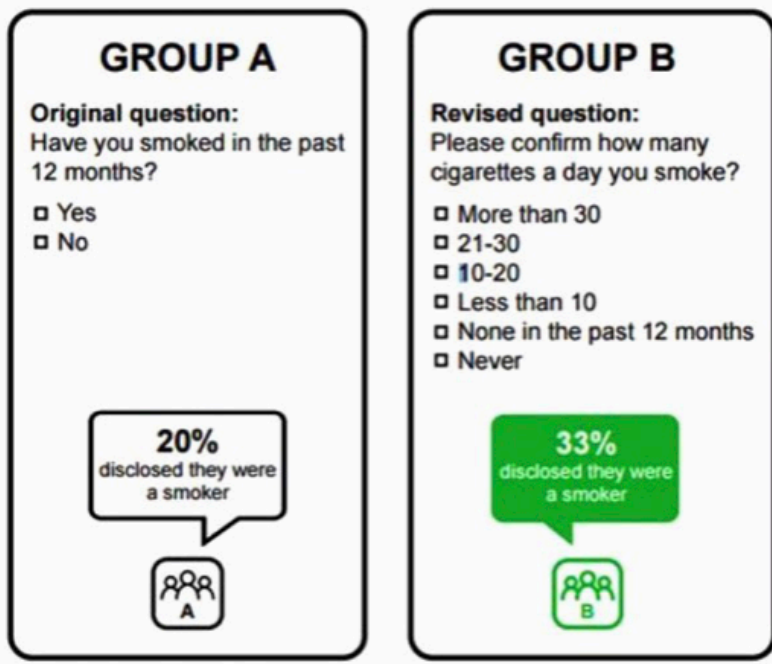 GROUP A
Original question:
Have you smoked in the past
12 months?
Yes
No
20%
disclosed they were
a smoker
A
GROUP B
Revised question:
Please confirm how many
cigarettes a day you smoke?
More than 30
21-30
10-20
Less than 10
None in the past 12 months
Never
33%
disclosed they were
a smoker
B